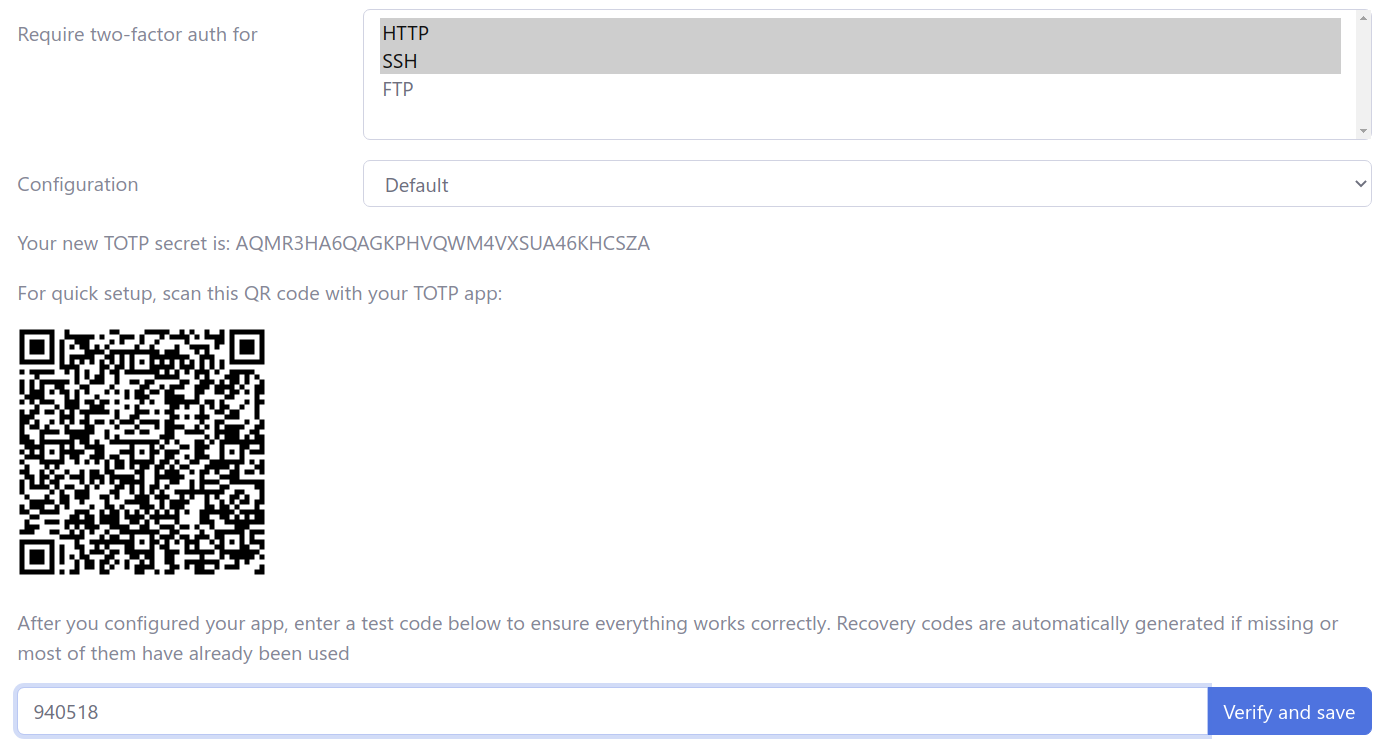 Require two-factor auth for
HTTP
SSH
FTP
Configuration
Default
Your new TOTP secret is: AQMR3HA6QAGKPHVQWM4VXSUA46KHCSZA
For quick setup, scan this QR code with your TOTP app:
After you configured your app, enter a test code below to ensure everything works correctly. Recovery codes are automatically generated if missing or
most of them have already been used
940518
Verify and save